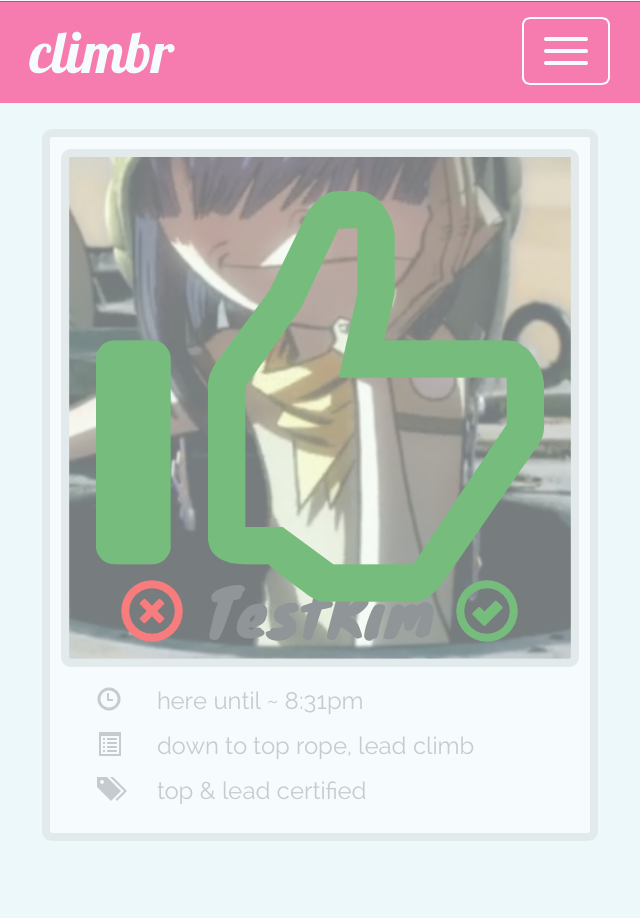 climbr
TestKim
here until ~ 8:31pm
down to top rope, lead climb
top & lead certified